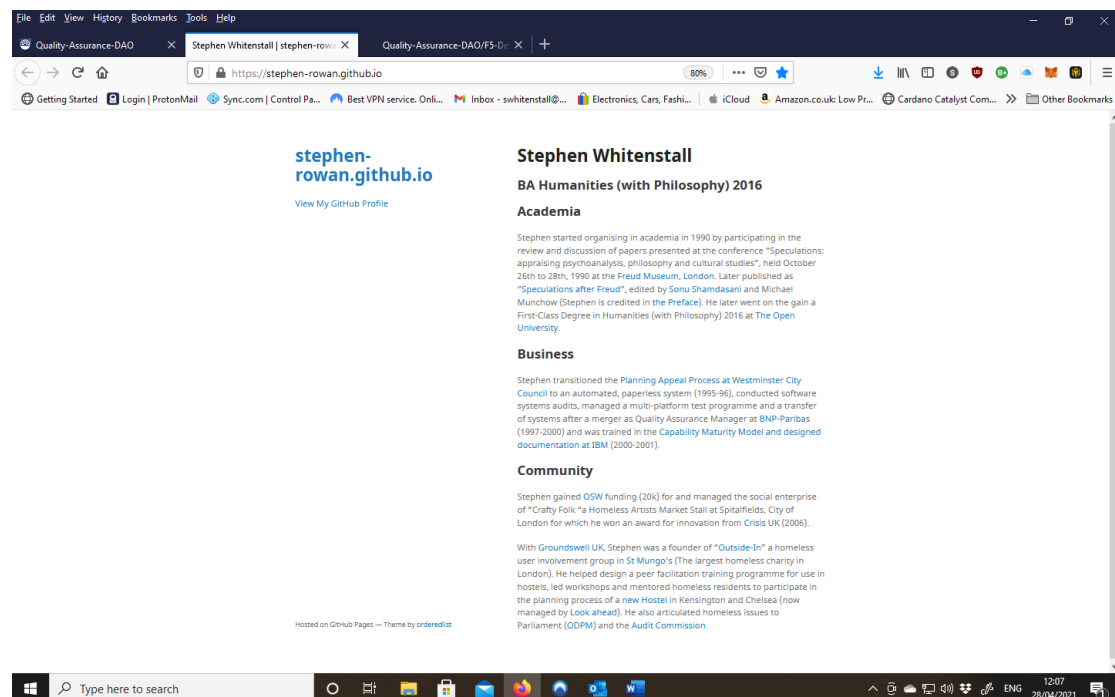 File Edit View History Bookmarks Tools Help
Quality-Assurance-DAO
Stephen Whitenstall | stephen-rowa
Quality-Assurance-DAO/F5-De
https://stephen-rowan.github.io
80%
Getting Started Login | ProtonMail Sync.com | Control Pa... Best VPN service. Onli... Inbox - swhitenstall@... Electronics, Cars, Fashi... iCloud Amazon.co.uk: Low Pr... Cardano Catalyst Com... Other Bookmarks
stephen-
rowan.github.io
View My GitHub Profile
Stephen Whitenstall
BA Humanities (with Philosophy) 2016
Academia
Stephen started organising in academia in 1990 by participating in the
review and discussion of papers presented at the conference “Speculations:
appraising psychoanalysis, philosophy and cultural studies”, held October
26th to 28th, 1990 at the Freud Museum, London. Later published as
“Speculations after Freud”, edited by Sonu Shamdasani and Michael
Munchow (Stephen is credited in the Preface). He later went on the gain a
First-Class Degree in Humanities (with Philosophy) 2016 at The Open
University.
Business
Stephen transitioned the Planning Appeal Process at Westminster City
Council to an automated, paperless system (1995-96), conducted software
systems audits, managed a multi-platform test programme and a transfer
of systems after a merger as Quality Assurance Manager at BNP-Paribas
(1997-2000) and was trained in the Capability Maturity Model and designed
documentation at IBM (2000-2001).
Community
Stephen gained OSW funding (20k) for and managed the social enterprise
of “Crafty Folk “a Homeless Artists Market Stall at Spitalfields, City of
London for which he won an award for innovation from Crisis UK (2006).
With Groundswell UK, Stephen was a founder of “Outside-In” a homeless
user involvement group in St Mungo's (The largest homeless charity in
London). He helped design a peer facilitation training programme for use in
hostels, led workshops and mentored homeless residents to participate in
the planning process of a new Hostel in Kensington and Chelsea (now
managed by Look ahead). He also articulated homeless issues to
Parliament (ODPM) and the Audit Commission.
Hosted on GitHub Pages — Theme by orderedlist
Type here to search
ENG
12:07
28/04/2021